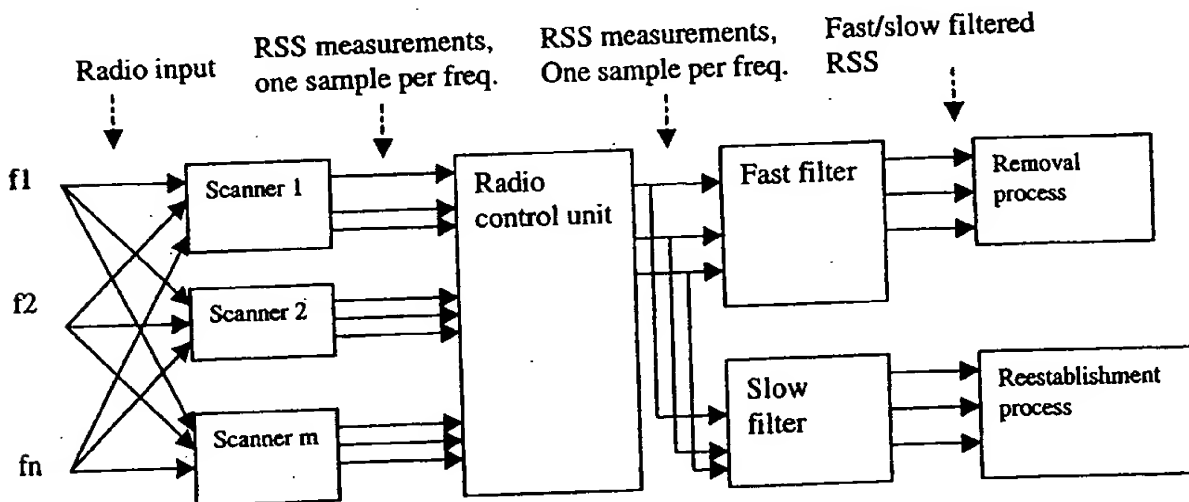 Radio input
RSS measurements,
one sample per freq.
RSS measurements,
One sample per freq.
Fast/slow filtered
RSS
f1
f2
fn
Scanner 1
Scanner 2
Scanner m
Radio
control unit
Fast filter
Slow
filter
Removal
process
Reestablishment
process